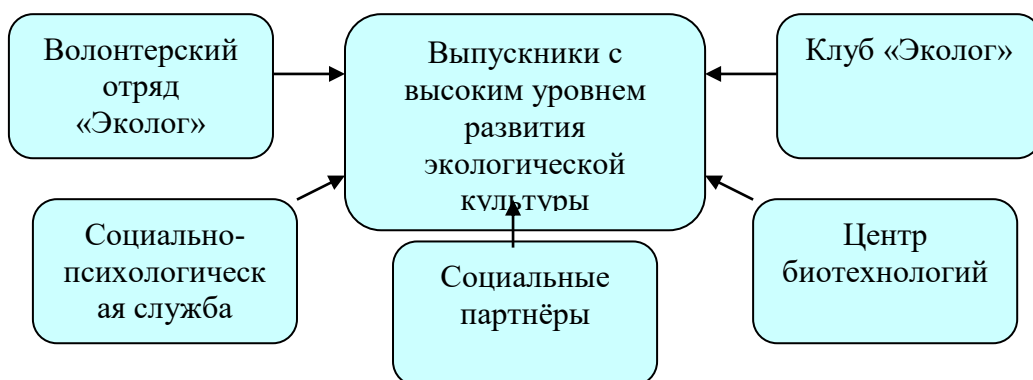 Волонтерский
отряд
«Эколог»
Выпускники с
высоким уровнем
развития
экологической
культуры
Клуб «Эколог»
Социально-
психологическ
ая служба
Социальные
партнёры
Центр
биотехнологий